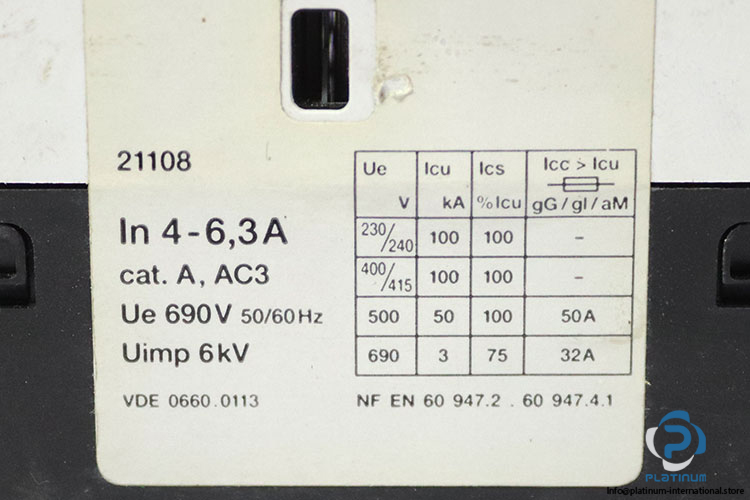 21108
In 4-6,3A
cat. A, AC3
Ue 690V 50/60Hz
Uimp 6kV
VDE 0660.0113
Ue V Icu kA Ics %Icu Icc > Icu gG/gl/aM
230/240 100 100 -
400/415 100 100 -
500 50 100 50A
690 3 75 32A
NF EN 60 947.2 . 60 947.4.1
PLATINUM
Info@platinum-international.store